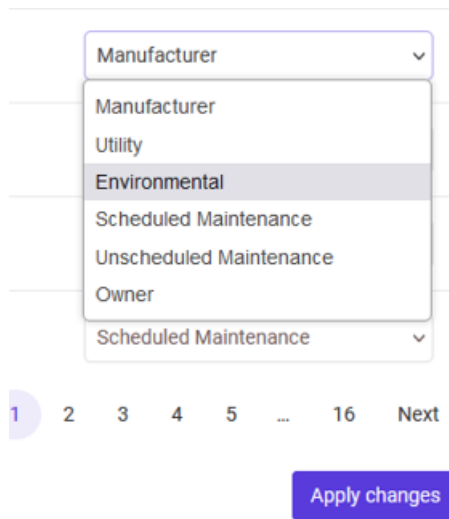 Manufacturer
Manufacturer
Utility
Environmental
Scheduled Maintenance
Unscheduled Maintenance
Owner
Scheduled Maintenance
1 2 3 4 5 ... 16 Next
Apply changes